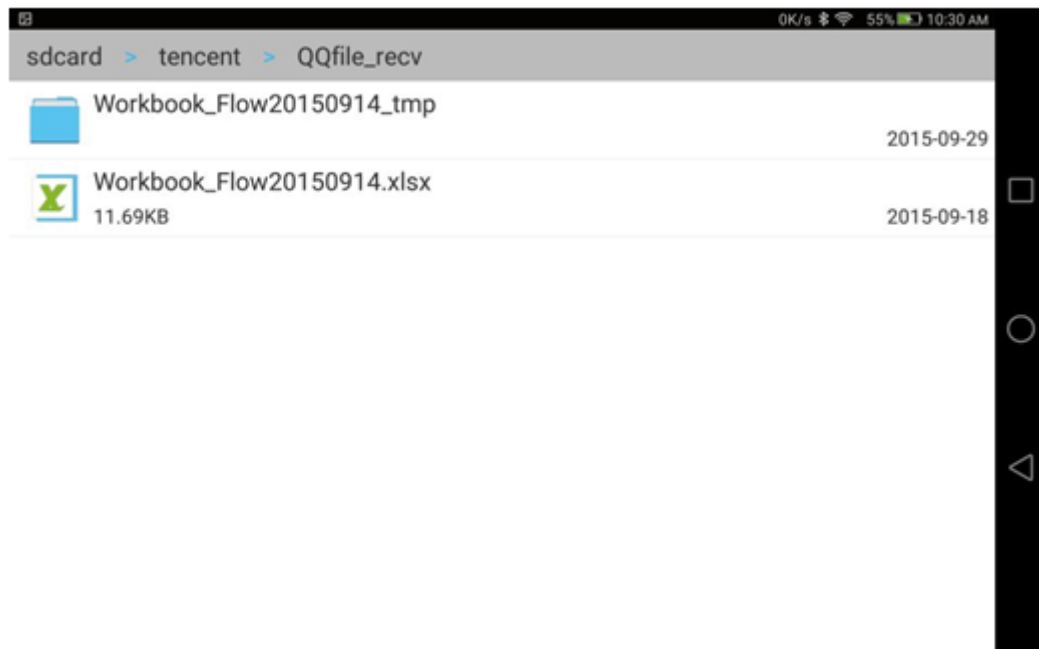 0K/s 55% 10:30 AM
sdcard > tencent > QQfile_recv
Workbook_Flow20150914_tmp
2015-09-29
Workbook_Flow20150914.xlsx
11.69KB 2015-09-18